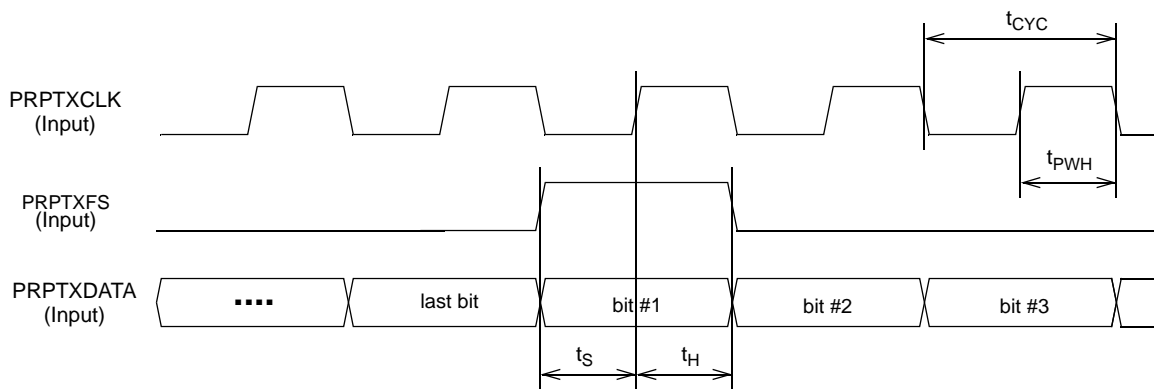 tCYC
PRPTXCLK
(Input)
tPWH
PRPTXFS
(Input)
PRPTXDATA
(Input)
....
last bit
bit #1
bit #2
bit #3
tS
tH